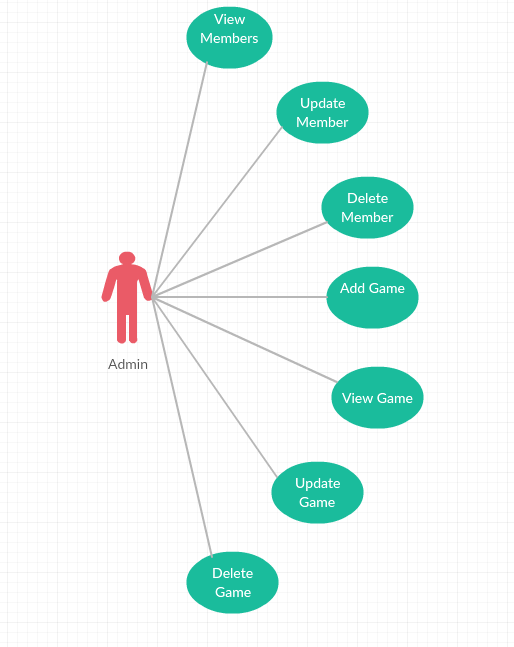 View
Members
Update
Member
Delete
Member
Add Game
Admin
View Game
Update
Game
Delete
Game